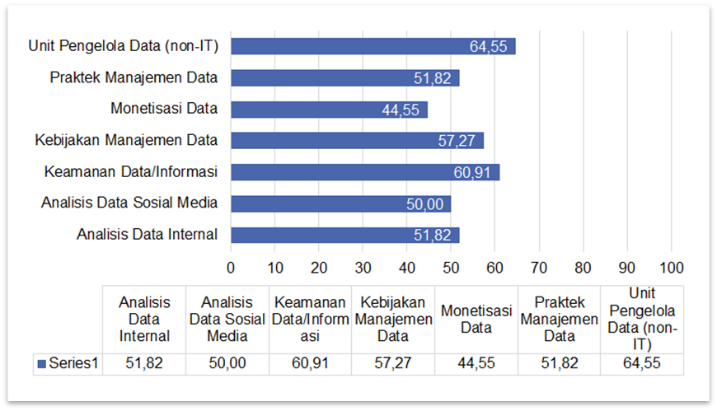 Unit Pengelola Data (non-IT) 64,55
Praktek Manajemen Data 51,82
Monetisasi Data 44,55
Kebijakan Manajemen Data 57,27
Keamanan Data/Informasi 60,91
Analisis Data Sosial Media 50,00
Analisis Data Internal 51,82
0 10 20 30 40 50 60 70 80 90 100
Analisis
Data
Internal
Analisis
Data Sosial
Media
Keamanan
Data/Inform
asi
Kebijakan
Manajemen
Data
Monetisasi
Data
Praktek
Manajemen
Data
Unit
Pengelola
Data (non-
IT)
Series1 51,82 50,00 60,91 57,27 44,55 51,82 64,55